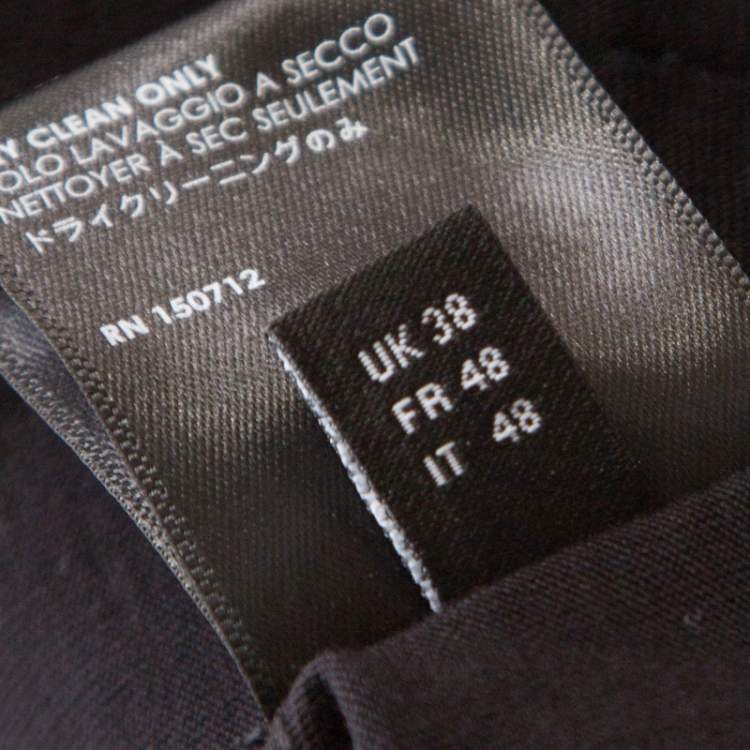 RY CLEAN ONLY
OLO LAVAGGIO A SECCO
NETTOYER À SEC SEULEMENT
ドライクリーニングのみ
RN 150712
UK 38
FR 48
IT 48